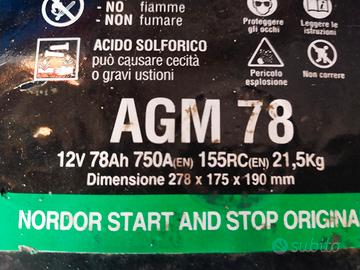 - NO fiamme
- NON fumare
Proteggere
gli occhi
Leggere le
istruzioni
ACIDO SOLFORICO
può causare cecità
o gravi ustioni
Pericolo
esplosione
Non correre
AGM 78
12V 78Ah 750A(EN) 155RC(EN) 21,5Kg
Dimensione 278 x 175 x 190 mm
NORDOR START AND STOP ORIGINA
subito